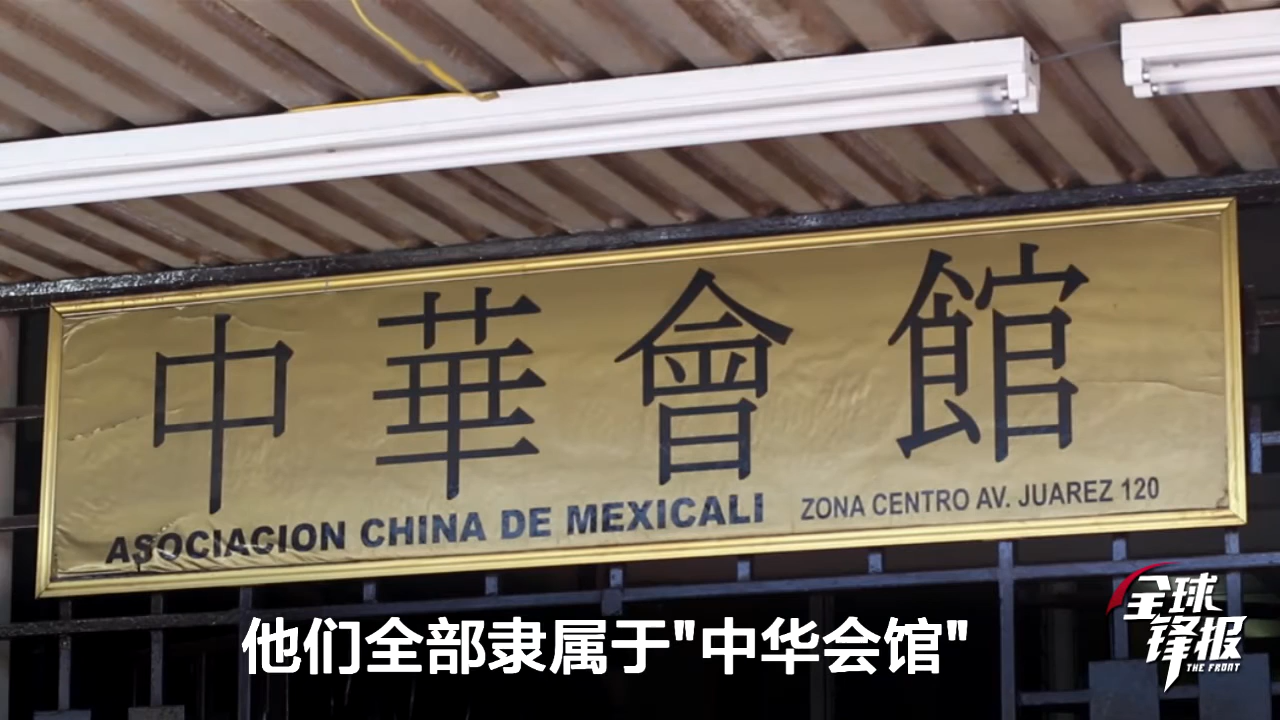 中華會館
ASOCIACION CHINA DE MEXICALI ZONA CENTRO AV. JUAREZ 120
他们全部隶属于"中华会馆"
全球
锋报
THE FRONT